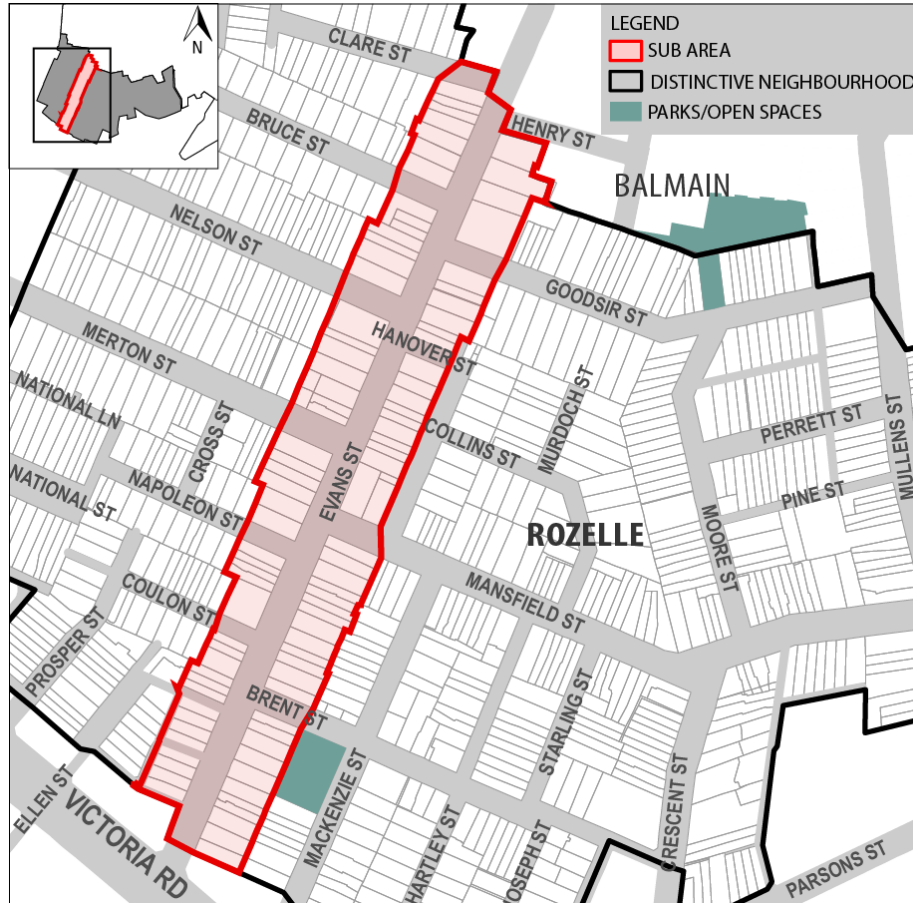 LEGEND
SUB AREA
DISTINCTIVE NEIGHBOURHOOD
PARKS/OPEN SPACES
N
CLARE ST
HENRY ST
BRUCE ST
BALMAIN
NELSON ST
GOODSIR ST
MERTON ST
HANOVER ST
NATIONAL LN
CROSS ST
MURDOCH ST
COLLINS ST
PERRETT ST
MULLENS ST
NATIONAL ST
NAPOLEON ST
EVANS ST
PINE ST
ROZELLE
MOORE ST
COULON ST
MANSFIELD ST
PROSPER ST
BRENT ST
STARLING ST
ELLEN ST
VICTORIA RD
MACKENZIE ST
HARTLEY ST
JOSEPH ST
CRESCENT ST
PARSONS ST